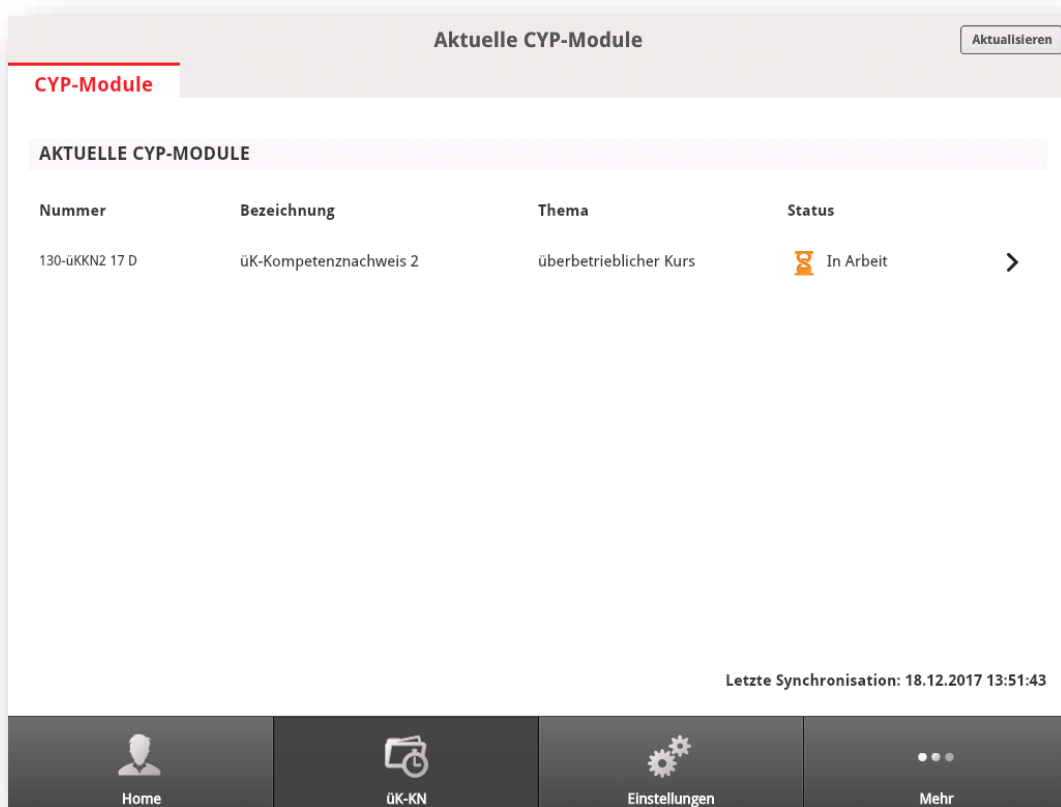 Aktuelle CYP-Module
Aktualisieren
CYP-Module
AKTUELLE CYP-MODULE
Nummer Bezeichnung Thema Status
130-üKKN2 17 D üK-Kompetenznachweis 2 überbetrieblicher Kurs In Arbeit
Letzte Synchronisation: 18.12.2017 13:51:43
Home üK-KN Einstellungen Mehr